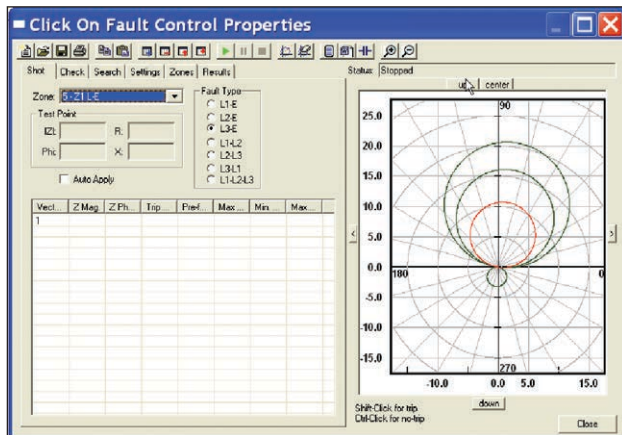 Click On Fault Control Properties
Shot Check Search Settings Zones Results
Status: Stopped
up center
Zone: 5 - Z1 L-E
Fault Type
L1-E
L2-E
L3-E
L1-L2
L2-L3
L3-L1
L1-L2-L3
Test Point
|Z|: R:
Phi: X:
Auto Apply
Vect... Z Mag Z Ph... Trip ... Pre-f... Max ... Min ... Max...
1
90
25.0
20.0
15.0
10.0
5.0
0.0
-5.0
-10.0
-15.0
180 0
270
-10.0 0.0 5.0 15.0
< >
down
Shift-Click for trip
Ctrl-Click for no-trip
Close